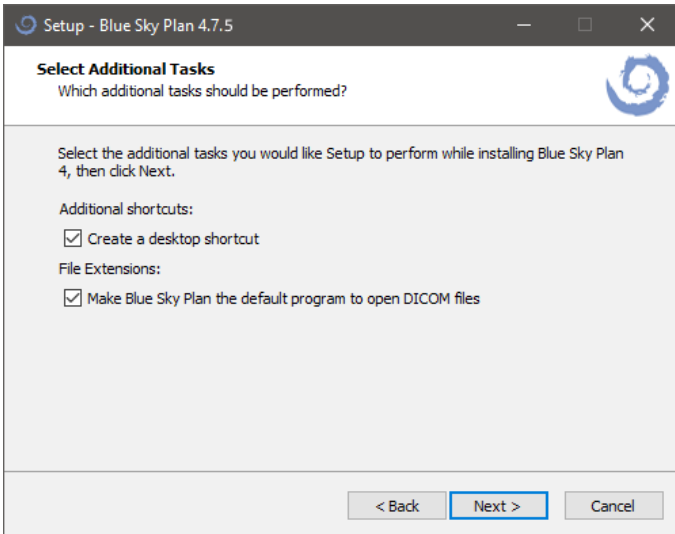 Setup - Blue Sky Plan 4.7.5
Select Additional Tasks
Which additional tasks should be performed?
Select the additional tasks you would like Setup to perform while installing Blue Sky Plan
4, then click Next.
Additional shortcuts:
Create a desktop shortcut
File Extensions:
Make Blue Sky Plan the default program to open DICOM files
< Back Next > Cancel